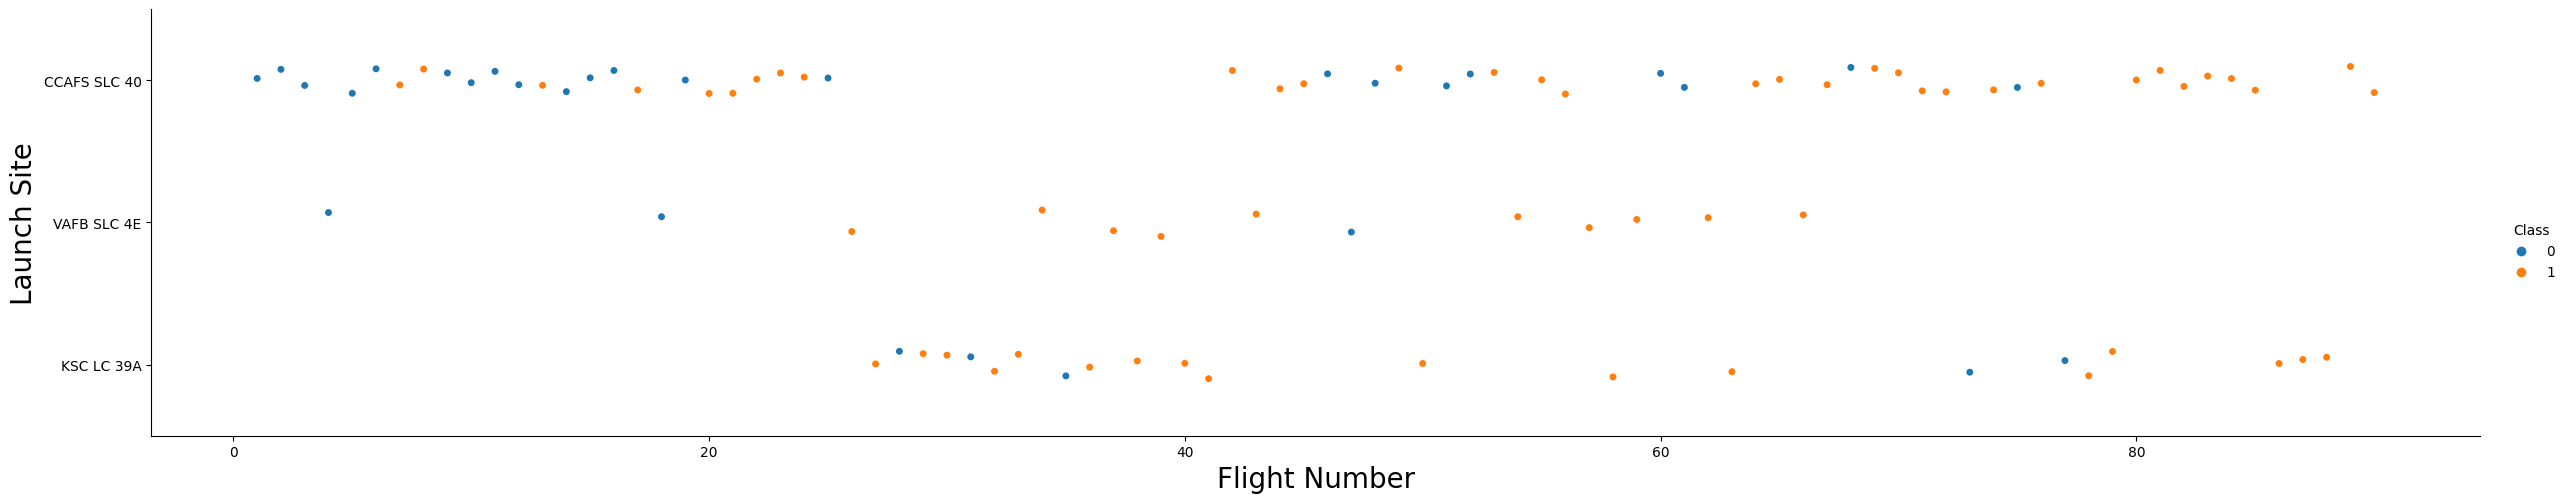 Launch Site
CCAFS SLC 40
VAFB SLC 4E
KSC LC 39A
0 20 40 60 80
Flight Number
Class
0
1